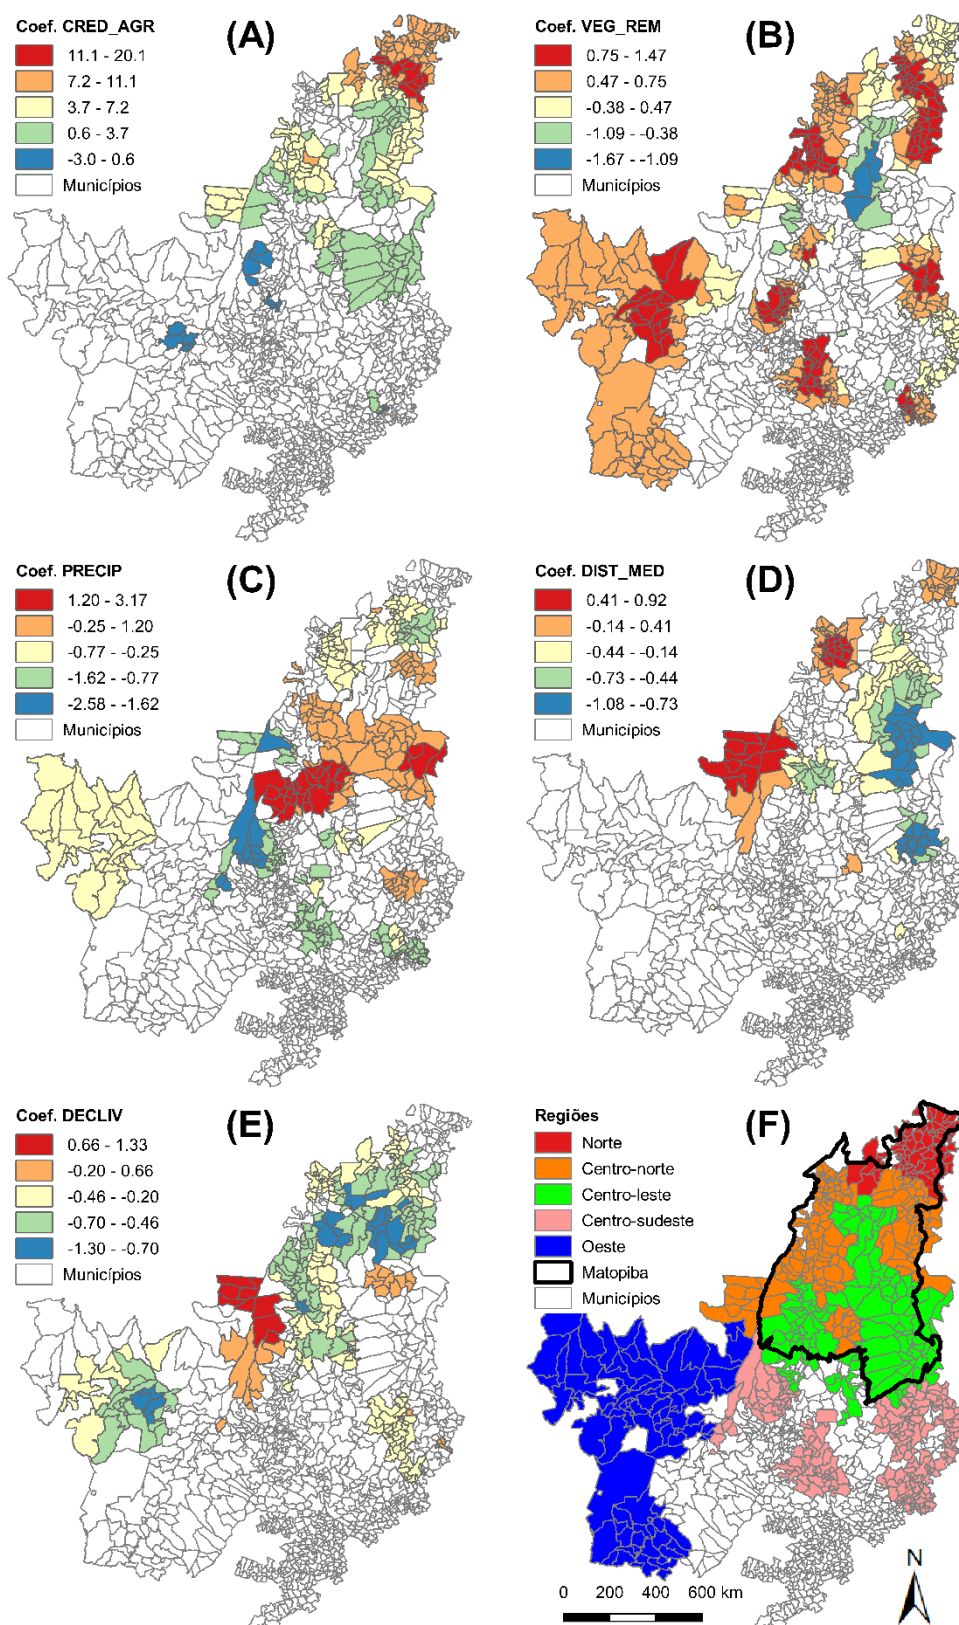 Coef. CRED_AGR
(A)
11.1 - 20.1
7.2 - 11.1
3.7 - 7.2
0.6 - 3.7
-3.0 - 0.6
Municípios
Coef. VEG_REM
(B)
0.75 - 1.47
0.47 - 0.75
-0.38 - 0.47
-1.09 - -0.38
-1.67 - -1.09
Municípios
Coef. PRECIP
(C)
1.20 - 3.17
-0.25 - 1.20
-0.77 - -0.25
-1.62 - -0.77
-2.58 - -1.62
Municípios
Coef. DIST_MED
(D)
0.41 - 0.92
-0.14 - 0.41
-0.44 - -0.14
-0.73 - -0.44
-1.08 - -0.73
Municípios
Coef. DECLIV
(E)
0.66 - 1.33
-0.20 - 0.66
-0.46 - -0.20
-0.70 - -0.46
-1.30 - -0.70
Municípios
Regiões
(F)
Norte
Centro-norte
Centro-leste
Centro-sudeste
Oeste
Matopiba
Municípios
N
0 200 400 600 km